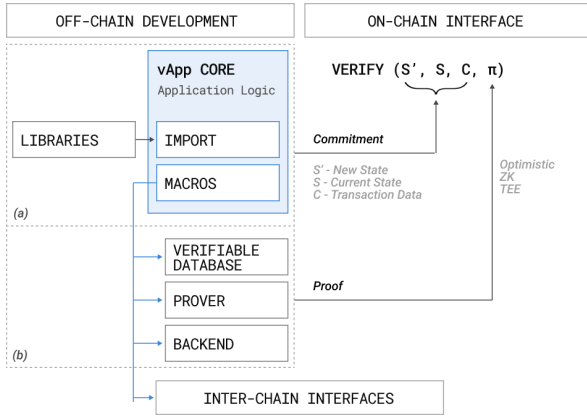 OFF-CHAIN DEVELOPMENT
ON-CHAIN INTERFACE
vApp CORE
Application Logic
LIBRARIES
IMPORT
MACROS
(a)
VERIFY (S’, S, C, π)
Commitment
S’ - New State
S - Current State
C - Transaction Data
Optimistic
ZK
TEE
VERIFIABLE
DATABASE
PROVER
Proof
BACKEND
(b)
INTER-CHAIN INTERFACES